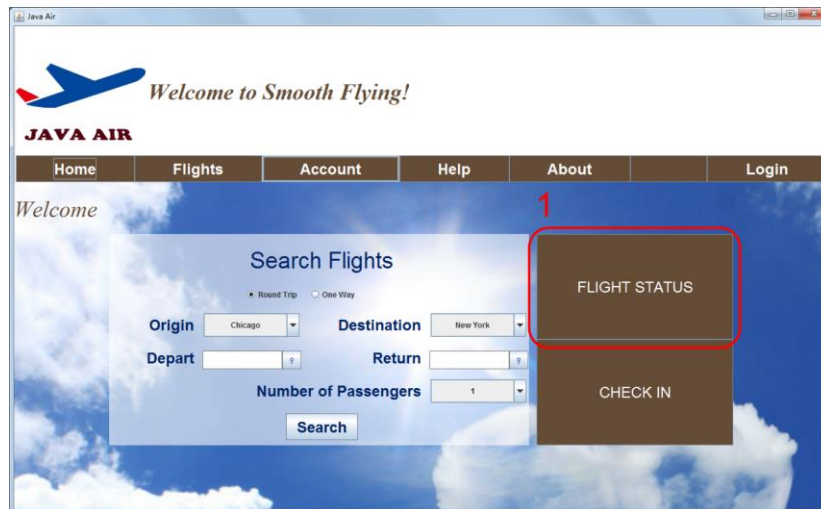 Java Air
Welcome to Smooth Flying!
JAVA AIR
Home Flights Account Help About Login
Welcome
1
Search Flights
Round Trip One Way
Origin Chicago Destination New York
Depart ? Return ?
Number of Passengers 1
Search
FLIGHT STATUS
CHECK IN